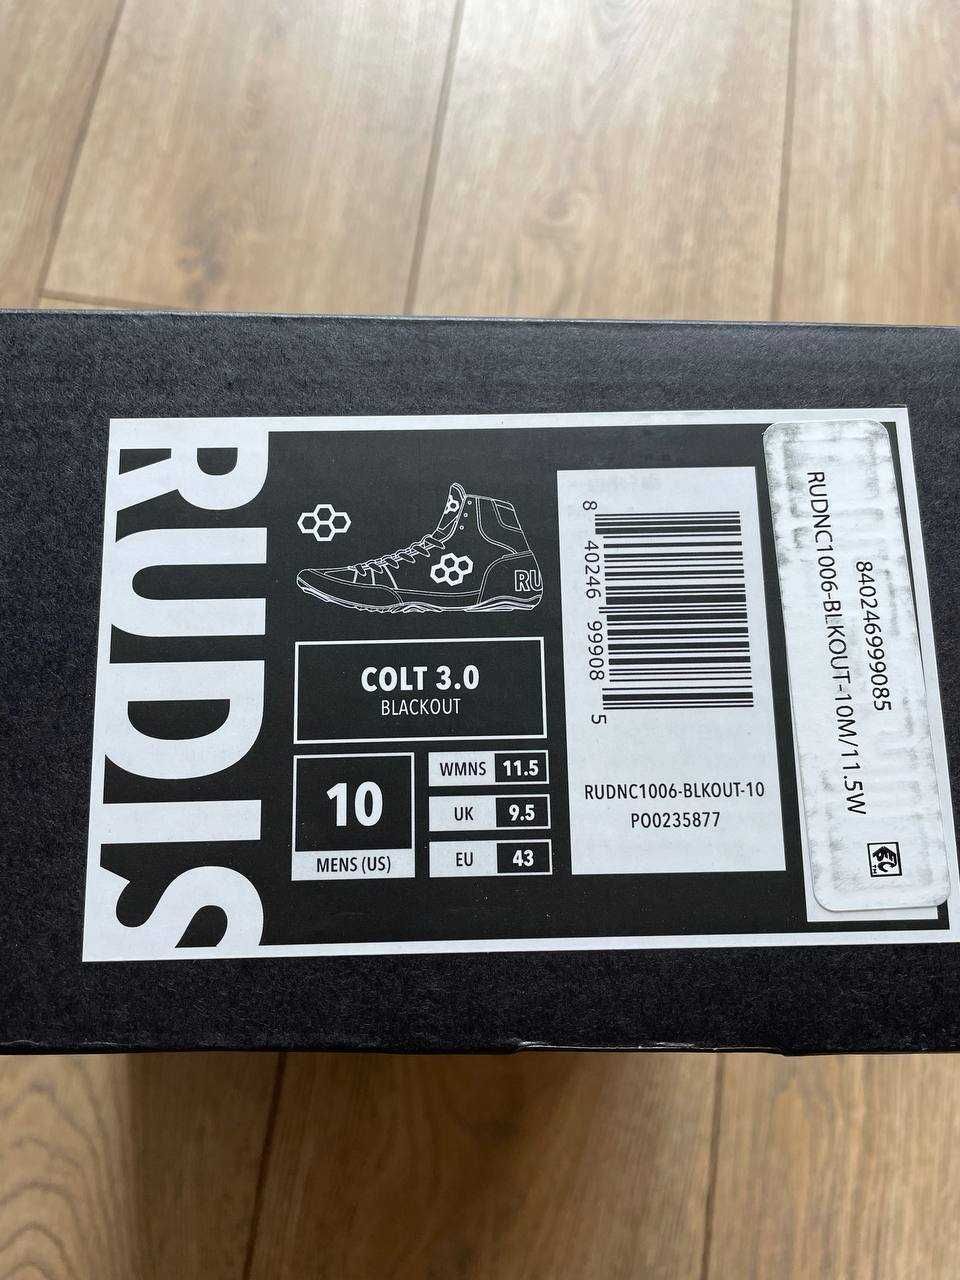 RUDIS
RU
COLT 3.0
BLACKOUT
10
MENS (US)
WMNS 11.5
UK 9.5
EU 43
8 40246 99908 5
RUDNC1006-BLKOUT-10
PO0235877
840246999085
RUDNC1006-BLKOUT-10M/11.5W